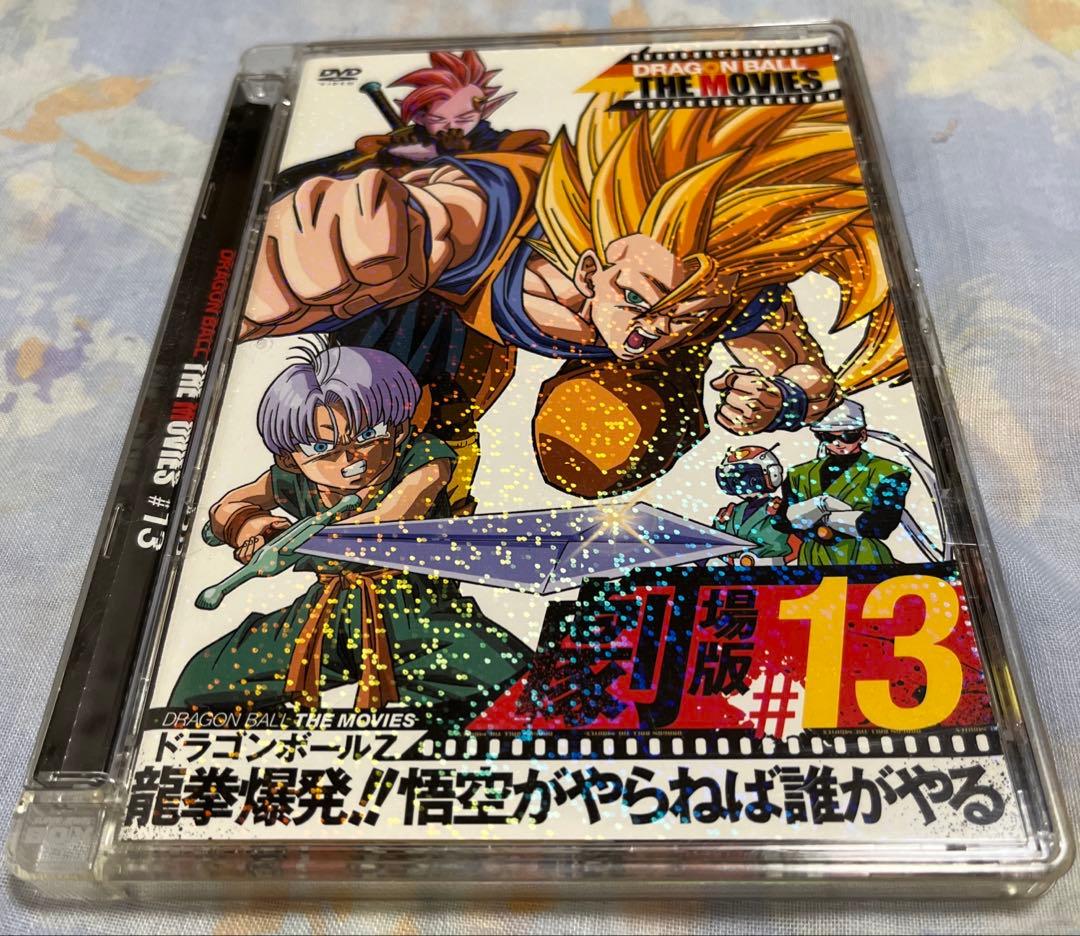 DVD
VIDEO
DRAGON BALL
THE MOVIES
DRAGON BALL THE MOVIES #13
劇場版
#13
DRAGON BALL THE MOVIES
ドラゴンボールZ
龍拳爆発!!悟空がやらねば誰がやる